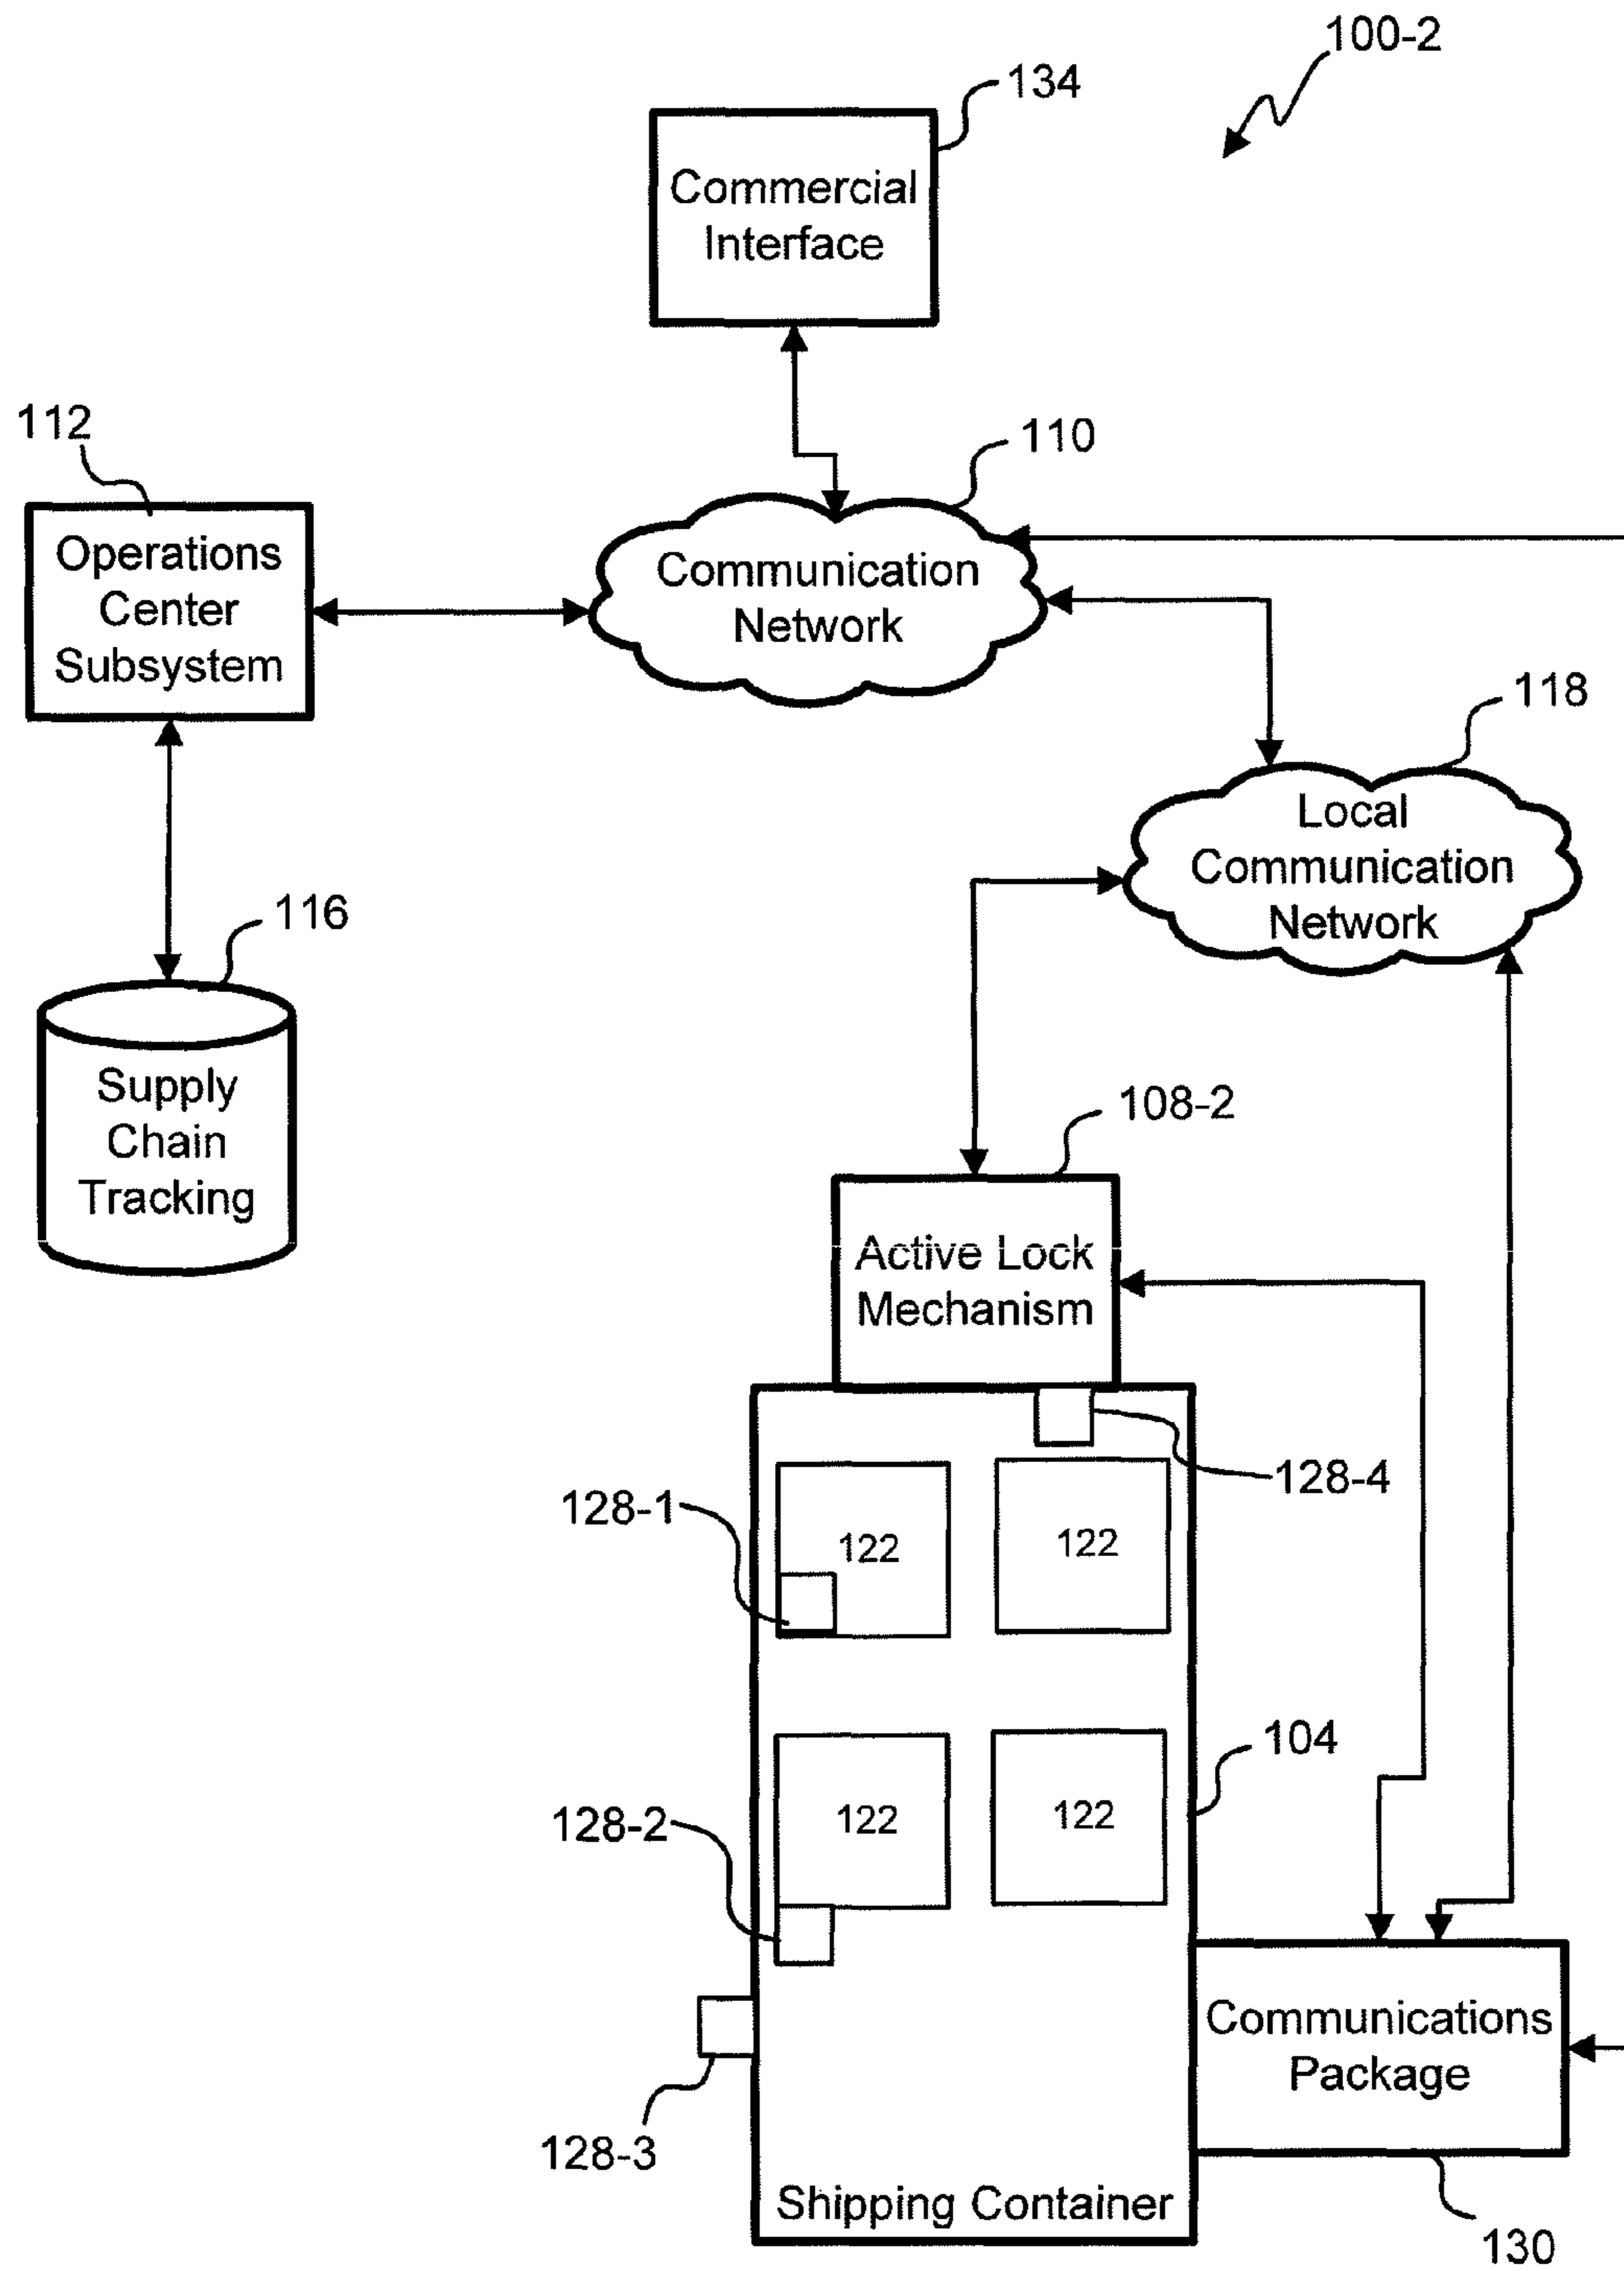 100-2
134
Commercial
Interface
112
110
Operations
Center
Subsystem
Communication
Network
118
Local
Communication
Network
116
Supply
Chain
Tracking
108-2
Active Lock
Mechanism
128-4
128-1
122
122
104
128-2
122
122
Communications
Package
128-3
Shipping Container
130